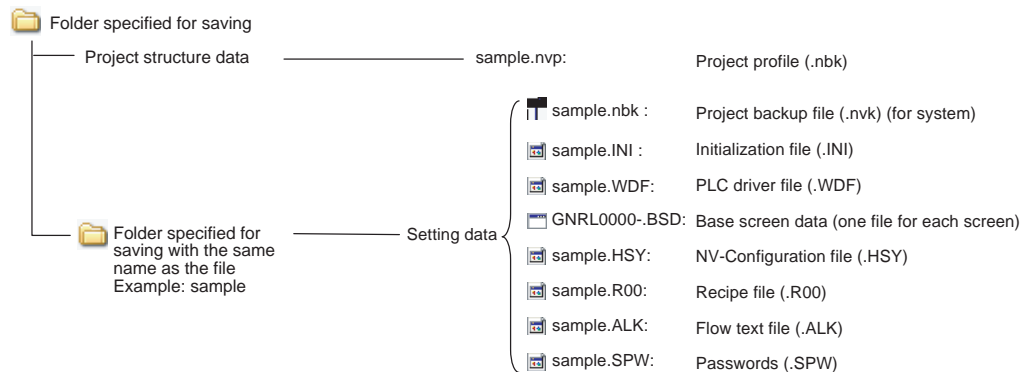 Folder specified for saving
Project structure data sample.nvp: Project profile (.nbk)
sample.nbk : Project backup file (.nvk) (for system)
sample.INI : Initialization file (.INI)
sample.WDF: PLC driver file (.WDF)
GNRL0000-.BSD: Base screen data (one file for each screen)
Folder specified for
saving with the same
name as the file
Example: sample
Setting data
sample.HSY: NV-Configuration file (.HSY)
sample.R00: Recipe file (.R00)
sample.ALK: Flow text file (.ALK)
sample.SPW: Passwords (.SPW)